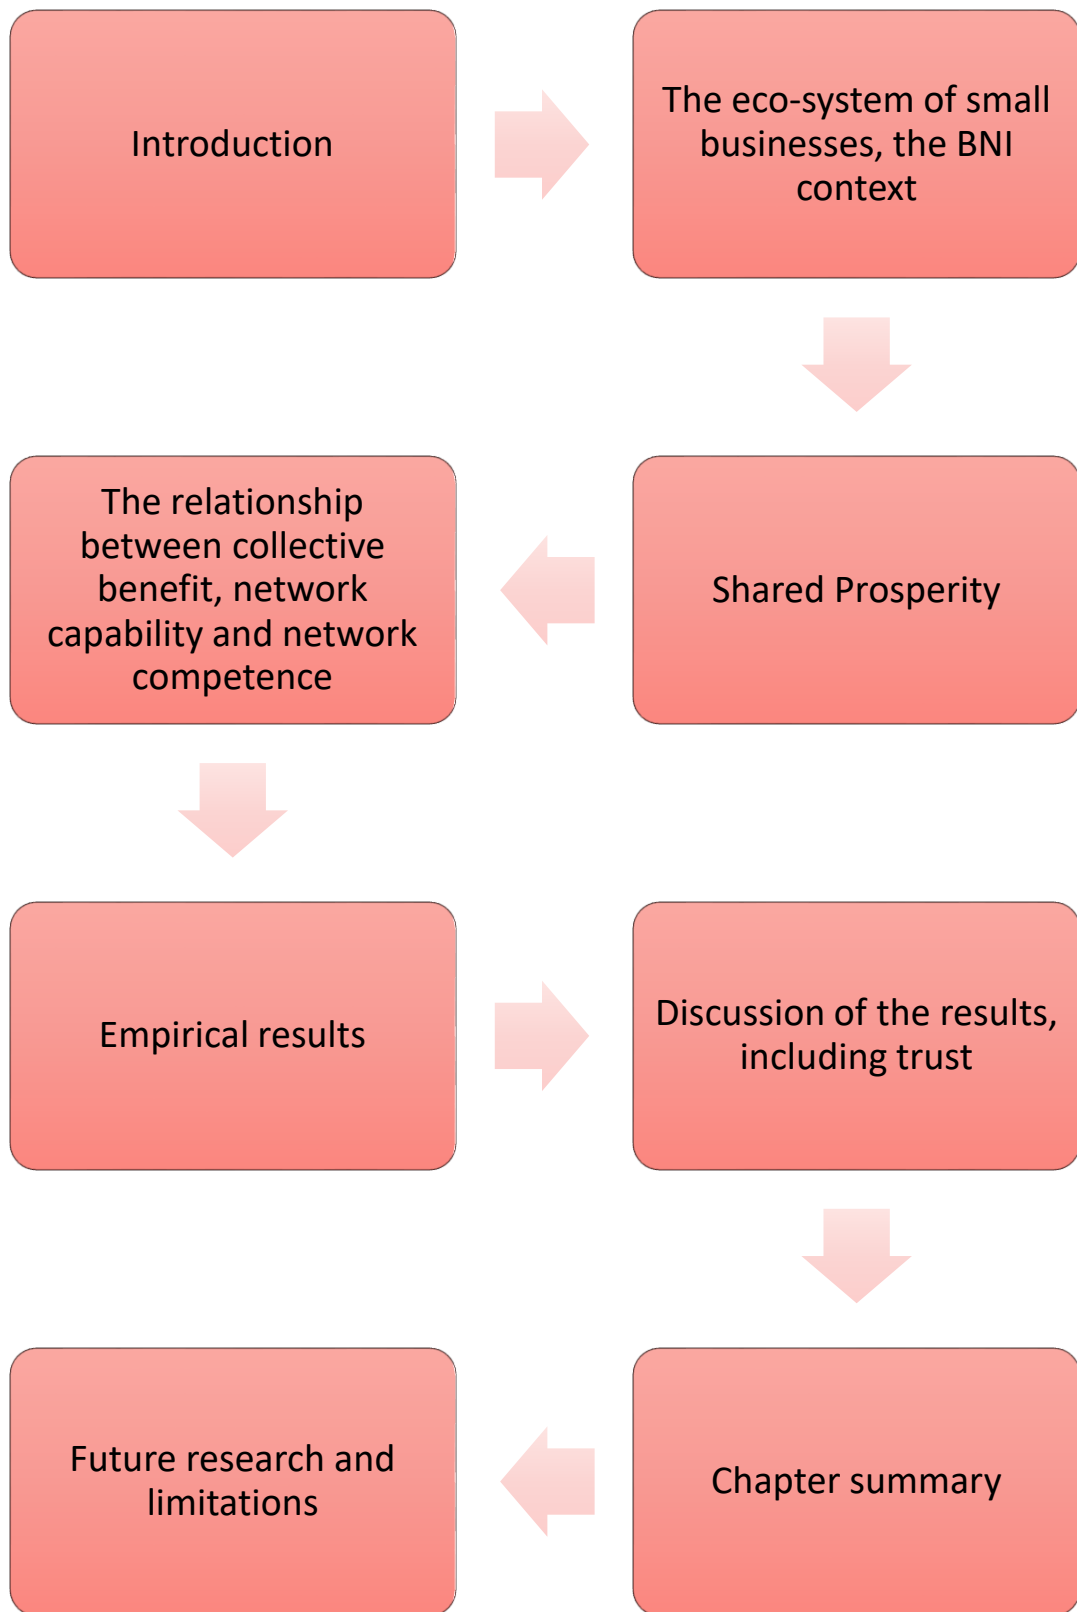 Introduction
The eco-system of small
businesses, the BNI
context
Shared Prosperity
The relationship
between collective
benefit, network
capability and network
competence
Empirical results
Discussion of the results,
including trust
Chapter summary
Future research and
limitations